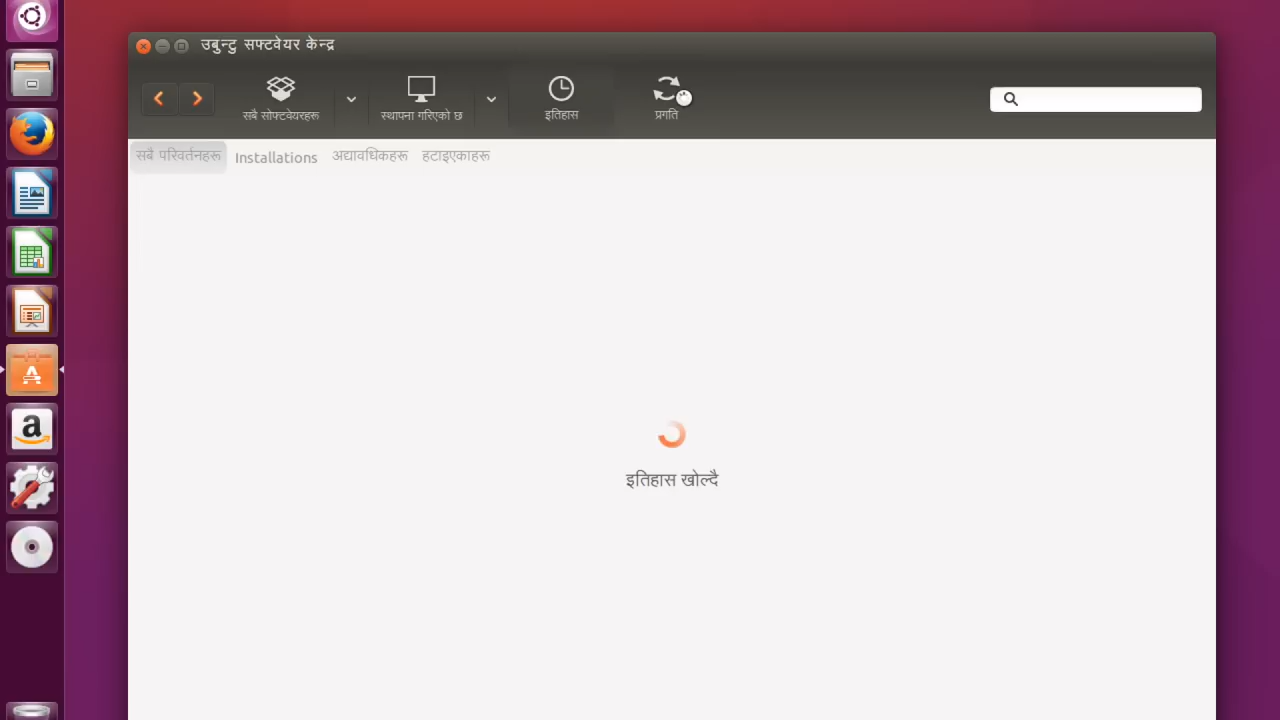 उबुन्टु सफ्टवेयर केन्द्र
सबै सोफ्टवेयरहरू
स्थापना गरिएको छ
इतिहास
प्रगति
सबै परिवर्तनहरू Installations अद्यावधिकहरू हटाइएकाहरू
इतिहास खोल्दै